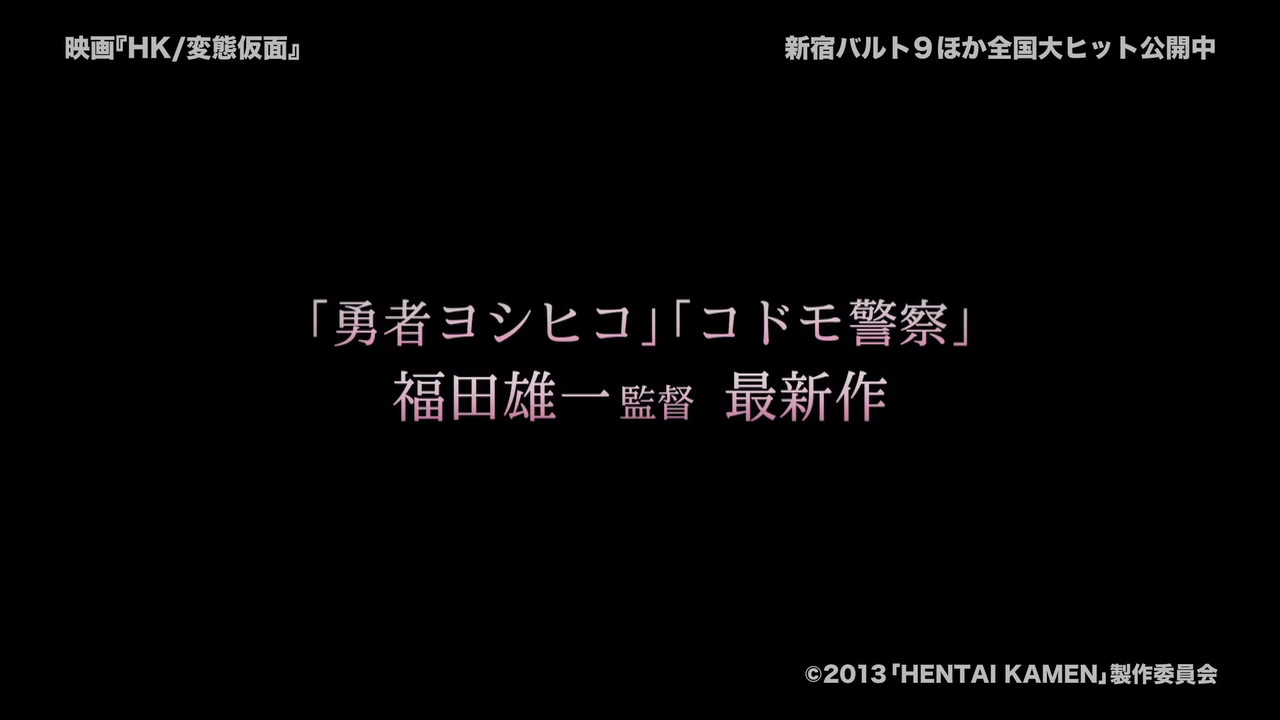 映画『HK/変態仮面』
新宿バルト9ほか全国大ヒット公開中
「勇者ヨシヒコ」「コドモ警察」
福田雄一監督 最新作
©2013「HENTAI KAMEN」製作委員会